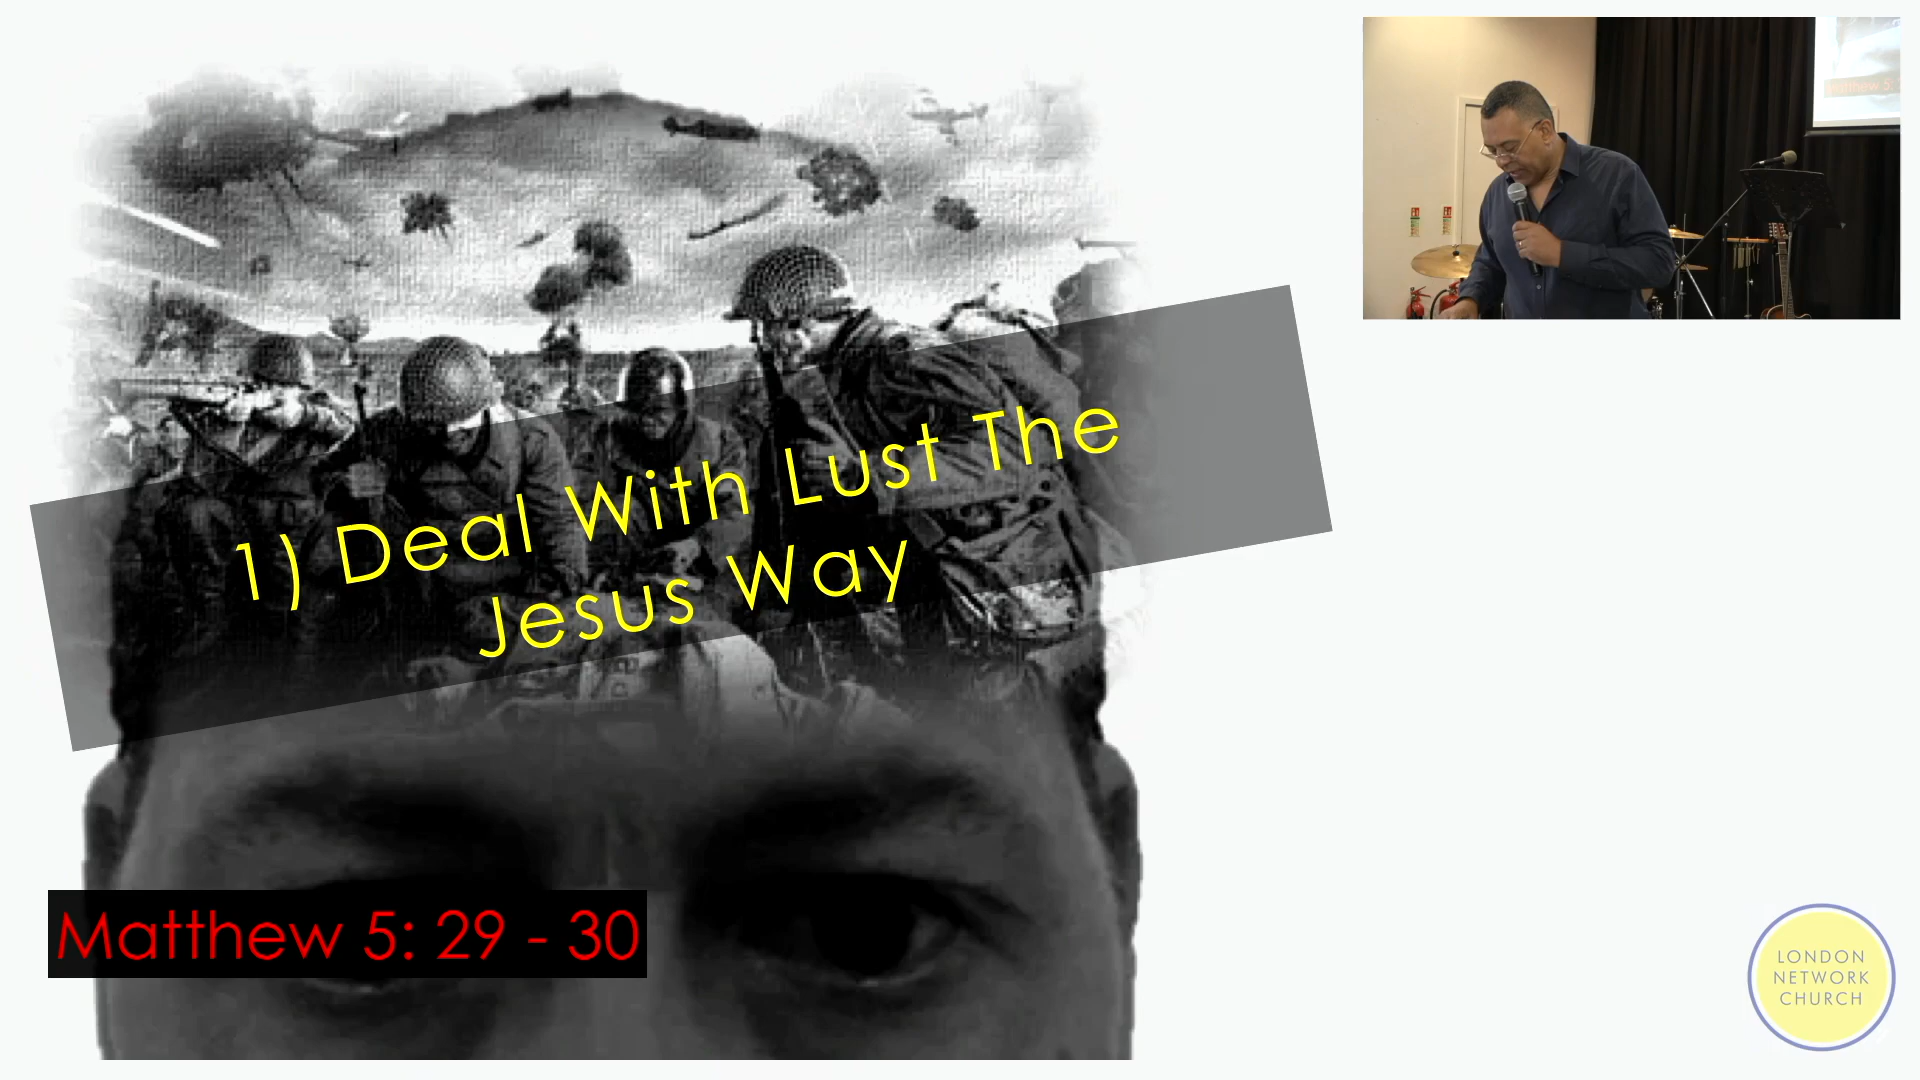 1) Deal With Lust The
Jesus Way
Matthew 5: 29 - 30
LONDON
NETWORK
CHURCH